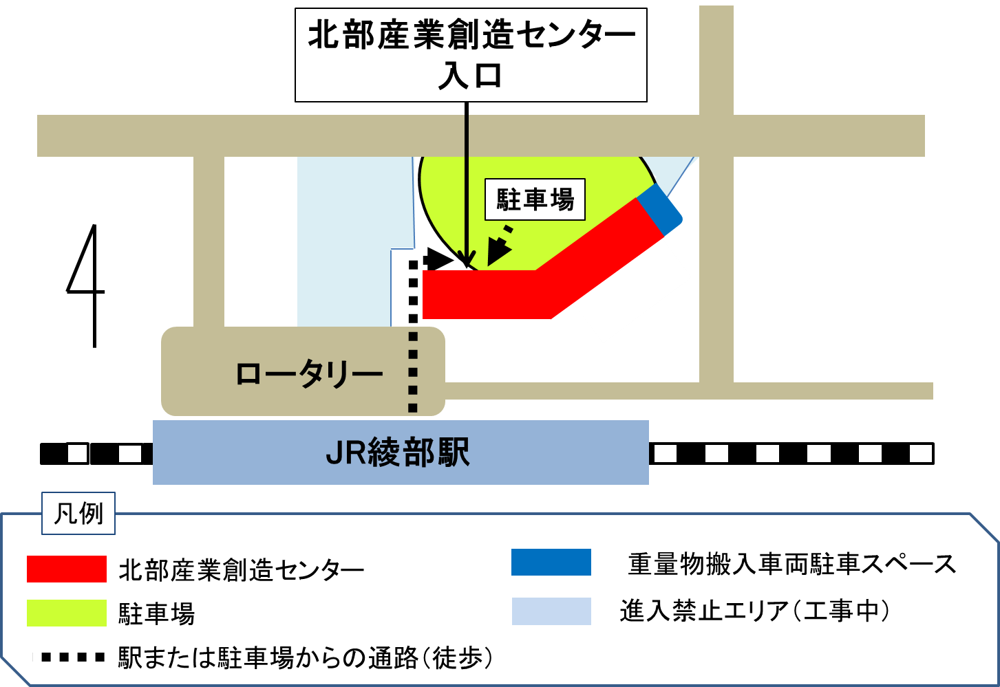 北部産業創造センター
入口
駐車場
ロータリー
JR綾部駅
凡例
北部産業創造センター
重量物搬入車両駐車スペース
駐車場
進入禁止エリア（工事中）
駅または駐車場からの通路（徒歩）